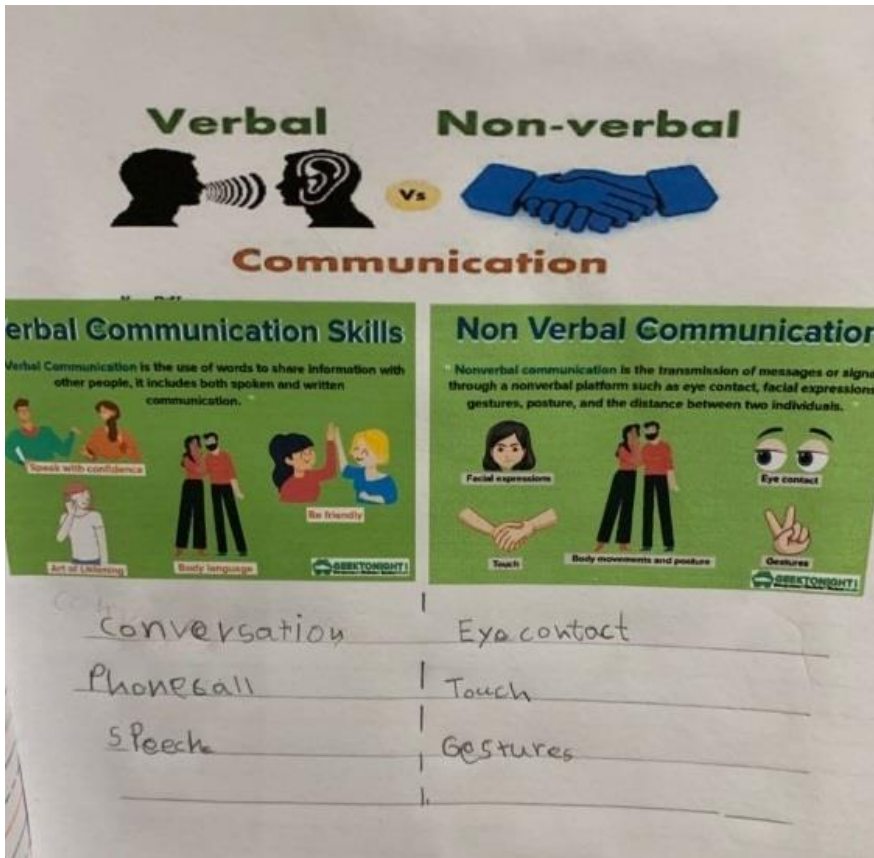 Verbal Non-verbal
Vs
Communication
erbal Communication Skills
Verbal Communication is the use of words to share information with
other people, it includes both spoken and written
communication. "
Speak with confidence
Be friendly
Art of Listening
Body language
GEEKTONIGHT!
Non Verbal Communication
" Nonverbal communication is the transmission of messages or signa
through a nonverbal platform such as eye contact, facial expressions
gestures, posture, and the distance between two individuals. "
Facial expressions
Eye contact
Touch
Body movements and posture
Gestures
GEEKTONIGHT!
Conversation Eye contact
Phonecall Touch
Speech Gestures